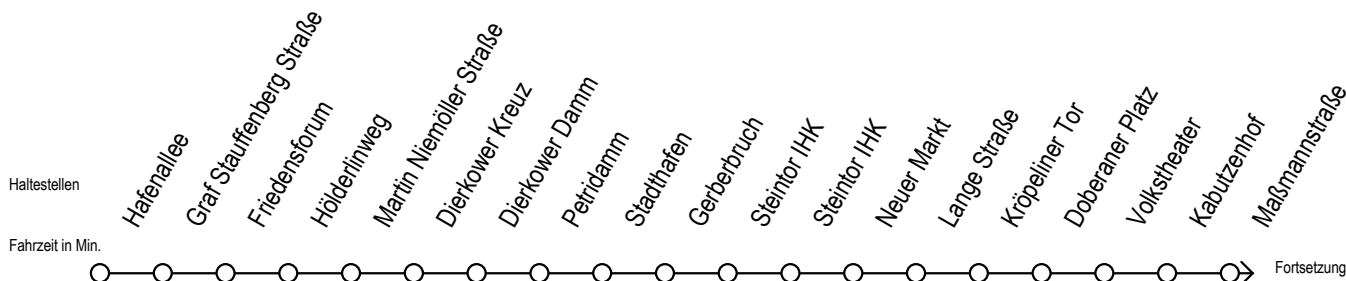 Haltestellen
Hafenallee
Graf Stauffenberg Straße
Friedensforum
Hölderlinweg
Martin Niemöller Straße
Dierkower Kreuz
Dierkower Damm
Petridamm
Stadthafen
Gerberbruch
Steintor IHK
Steintor IHK
Neuer Markt
Lange Straße
Kröpeliner Tor
Doberaner Platz
Volkstheater
Kabutzenhof
Maßmannstraße
Fahrzeit in Min.
Fortsetzung